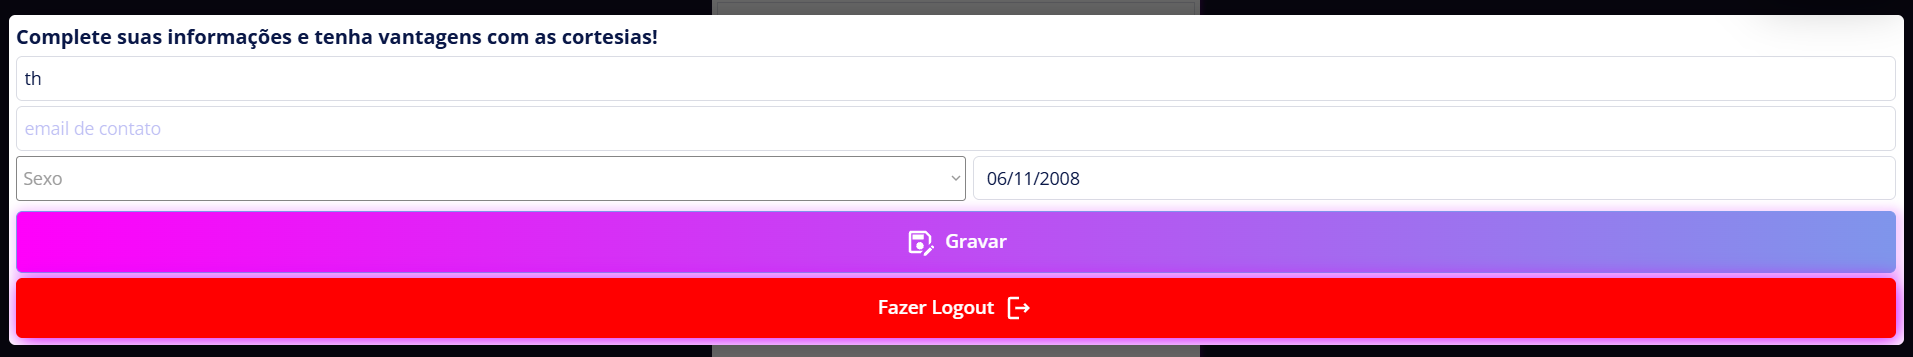 Complete suas informações e tenha vantagens com as cortesias!
th
email de contato
Sexo 06/11/2008
Gravar
Fazer Logout